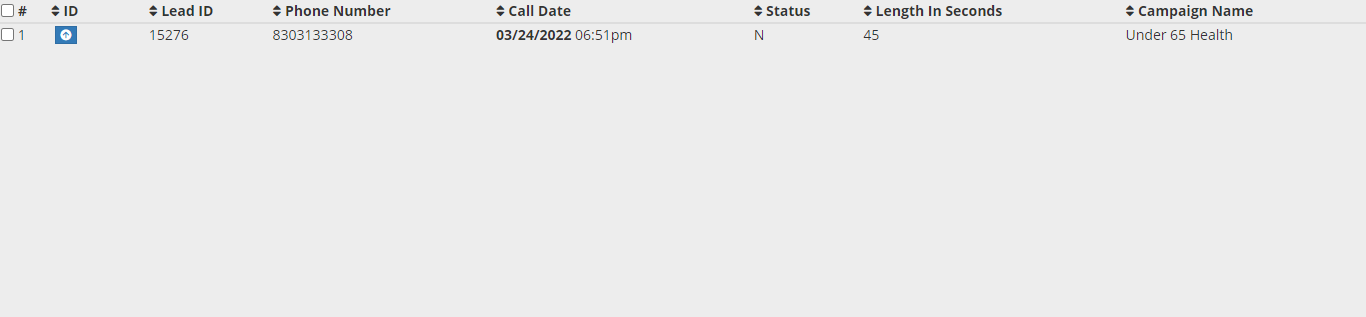 # ID Lead ID Phone Number Call Date Status Length In Seconds Campaign Name
1 15276 8303133308 03/24/2022 06:51pm N 45 Under 65 Health